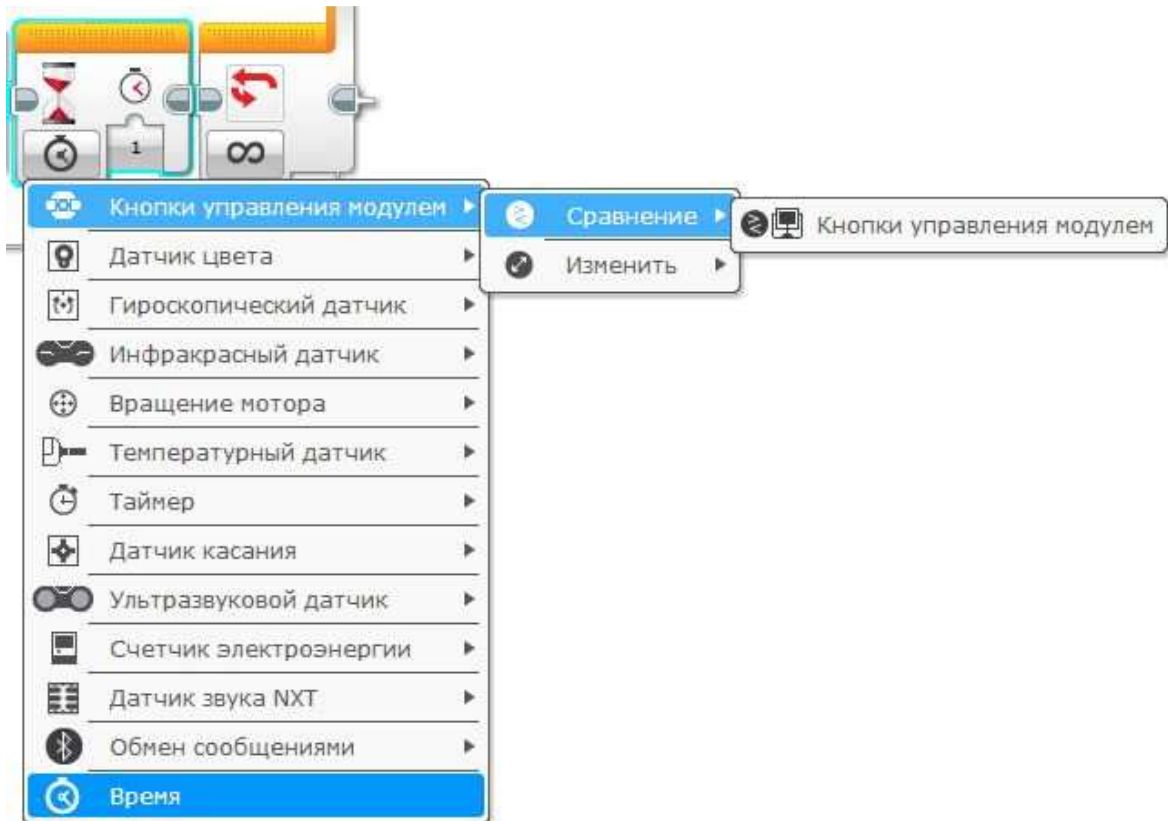 1
∞
Кнопки управления модулем
Сравнение
Кнопки управления модулем
Датчик цвета
Изменить
Гироскопический датчик
Инфракрасный датчик
Вращение мотора
Температурный датчик
Таймер
Датчик касания
Ультразвуковой датчик
Счетчик электроэнергии
Датчик звука NXT
Обмен сообщениями
Время